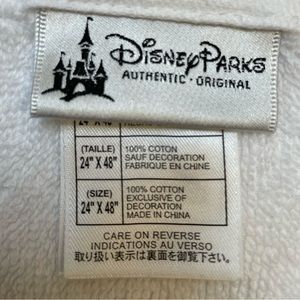 Disney Parks
AUTHENTIC · ORIGINAL
(TAILLE)
24" X 48"
100% COTON
SAUF DECORATION
FABRIQUE EN CHINE
(SIZE)
24" X 48"
100% COTTON
EXCLUSIVE OF
DECORATION
MADE IN CHINA
CARE ON REVERSE
INDICATIONS AU VERSO
取り扱い表示は裏面を御覧下さい。